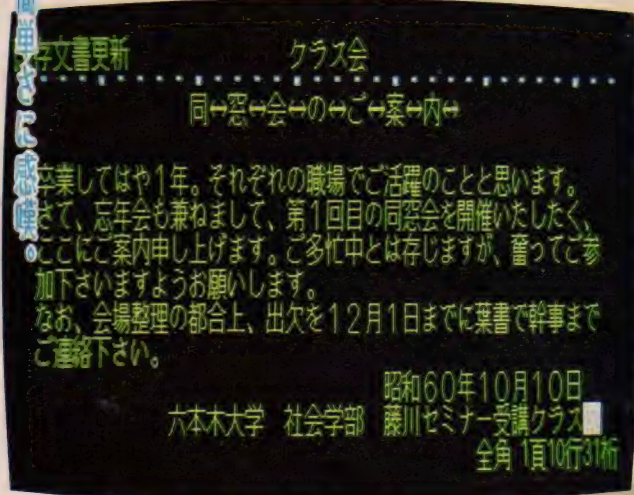 簡単さに感嘆。
存文書更新　クラス会
同↔窓↔会↔の↔ご↔案↔内↔
卒業してはや1年。それぞれの職場でご活躍のことと思います。
さて、忘年会も兼ねまして、第1回目の同窓会を開催いたしたく、
ここにご案内申し上げます。ご多忙中とは存じますが、奮ってご参
加下さいますようお願いします。
なお、会場整理の都合上、出欠を12月1日までに葉書で幹事まで
ご連絡下さい。
昭和60年10月10日
六本木大学　社会学部　藤川セミナー受講クラス
全角 1頁10行31桁